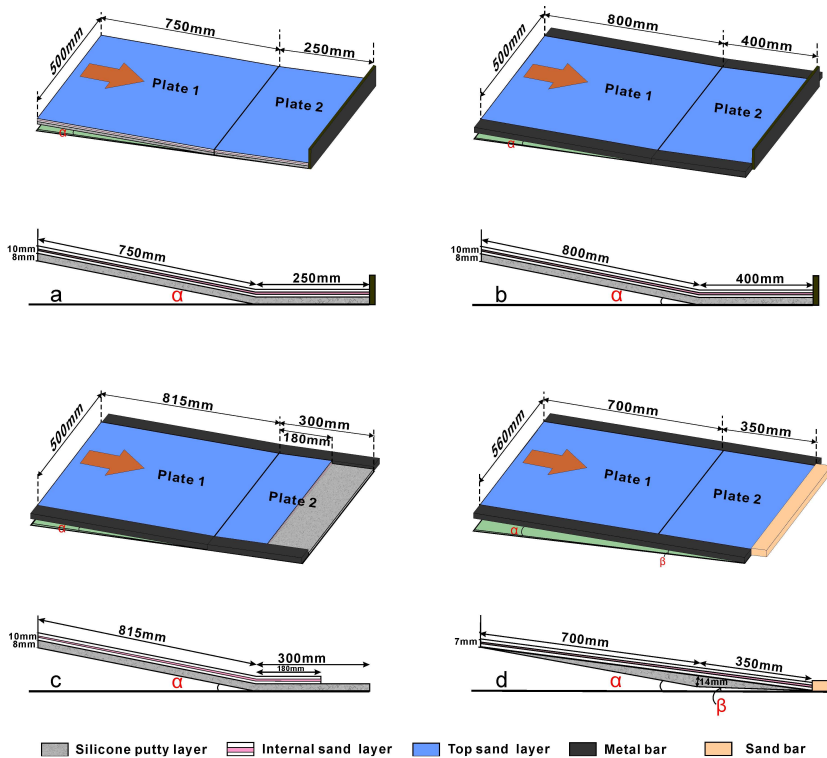 750mm
250mm
500mm
Plate 1
Plate 2
α
750mm
10mm
8mm
250mm
α
a
800mm
400mm
500mm
Plate 1
Plate 2
α
800mm
10mm
8mm
400mm
α
b
815mm
300mm
180mm
500mm
Plate 1
Plate 2
α
815mm
10mm
8mm
300mm
180mm
α
c
700mm
350mm
560mm
Plate 1
Plate 2
α
β
700mm
7mm
350mm
14mm
α
β
d
Silicone putty layer
Internal sand layer
Top sand layer
Metal bar
Sand bar